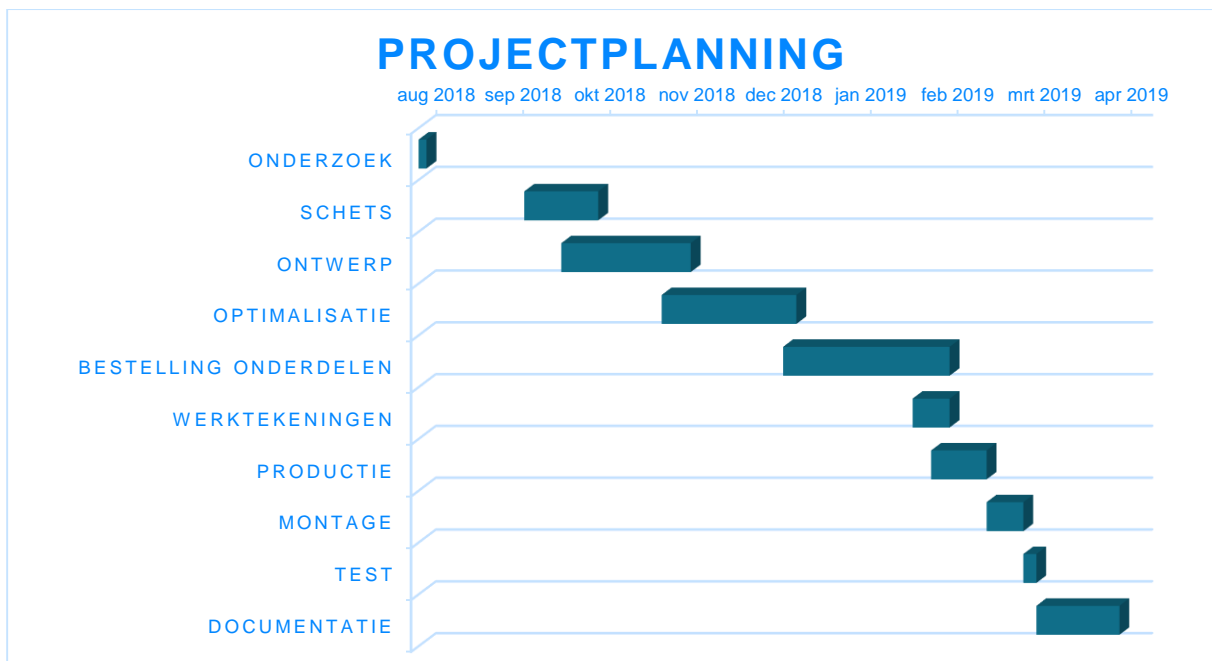 PROJECTPLANNING
aug 2018 sep 2018 okt 2018 nov 2018 dec 2018 jan 2019 feb 2019 mrt 2019 apr 2019
ONDERZOEK
SCHETS
ONTWERP
OPTIMALISATIE
BESTELLING ONDERDELEN
WERKTEKENINGEN
PRODUCTIE
MONTAGE
TEST
DOCUMENTATIE